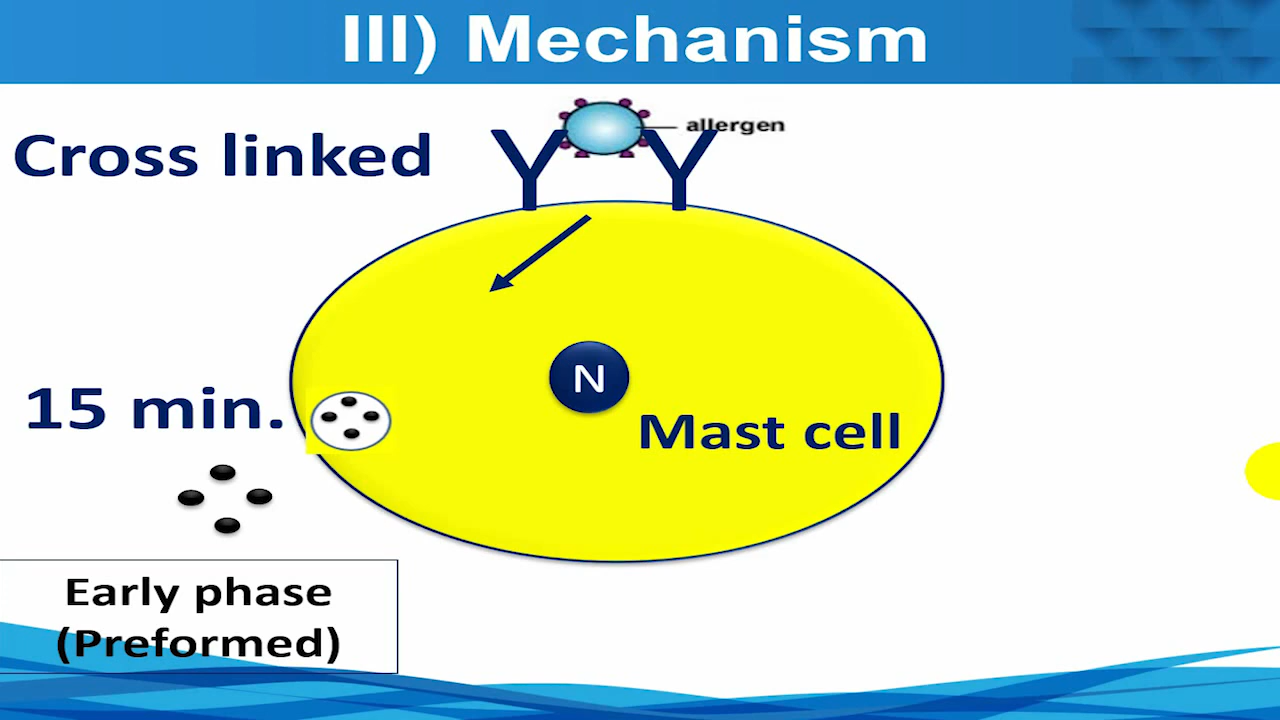 III) Mechanism
allergen
Cross linked
N
15 min.
Mast cell
Early phase
(Preformed)